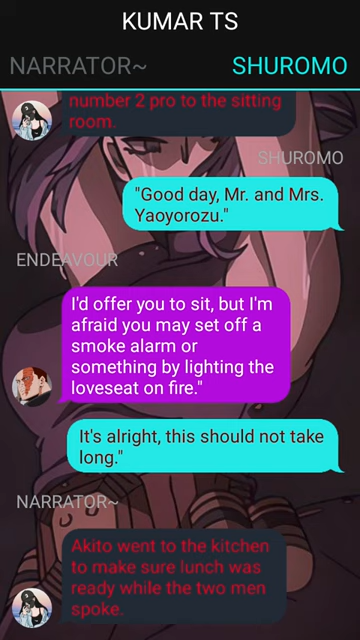 KUMAR TS
NARRATOR~
SHUROMO
number 2 pro to the sitting
room.
SHUROMO
"Good day, Mr. and Mrs.
Yaoyorozu."
ENDEAVOUR
I'd offer you to sit, but I'm
afraid you may set off a
smoke alarm or
something by lighting the
loveseat on fire."
It's alright, this should not take
long."
NARRATOR~
Akito went to the kitchen
to make sure lunch was
ready while the two men
spoke.